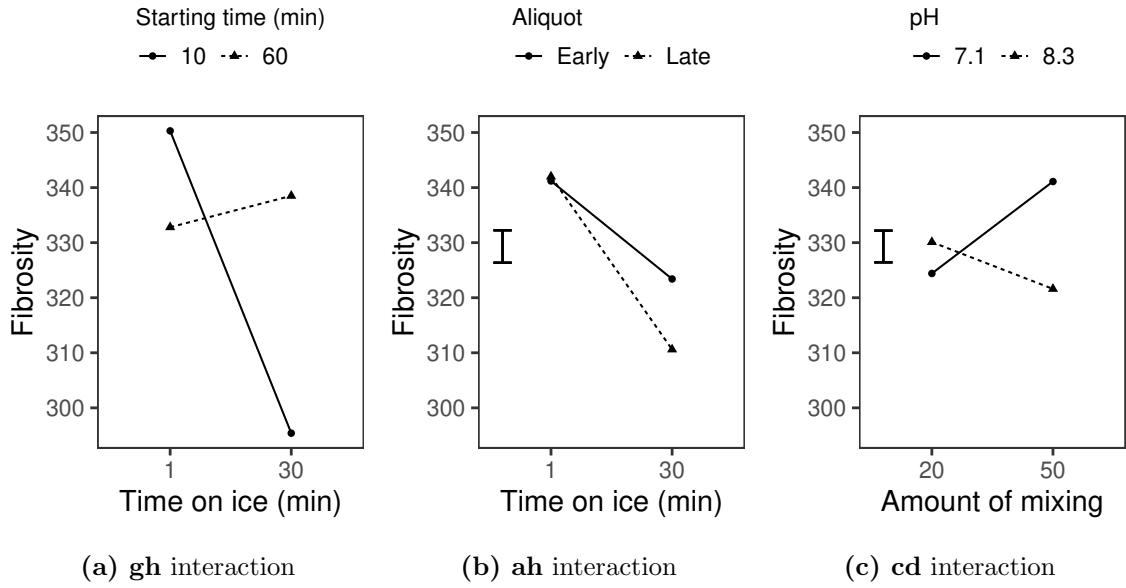 Starting time (min)
10 60
350
340
330
320
310
300
Fibrosity
1 30
Time on ice (min)
(a) gh interaction
Aliquot
Early Late
350
340
330
320
310
300
Fibrosity
1 30
Time on ice (min)
(b) ah interaction
pH
7.1 8.3
350
340
330
320
310
300
Fibrosity
20 50
Amount of mixing
(c) cd interaction